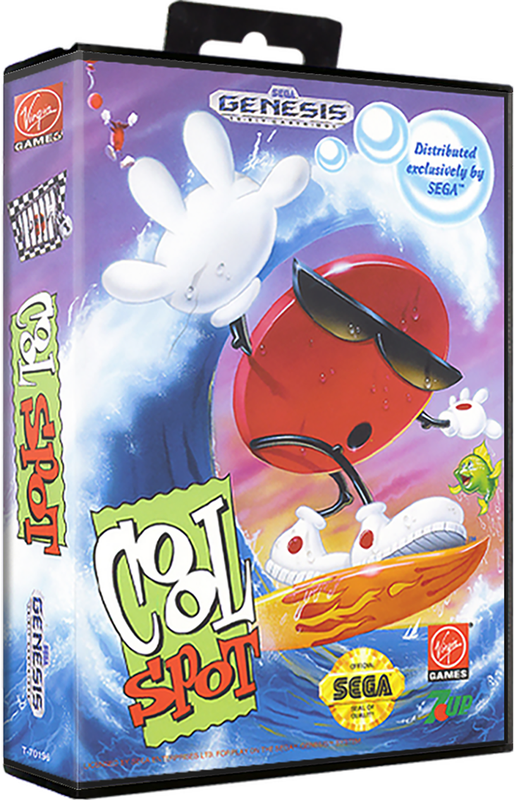 SEGA
GENESIS
Distributed
exclusively by
SEGA™
Virgin
GAMES
COOL
SPOT
COOL SPOT
SEGA
GENESIS
T-70156
OFFICIAL
SEGA
SEAL OF
QUALITY
Virgin
GAMES
7UP